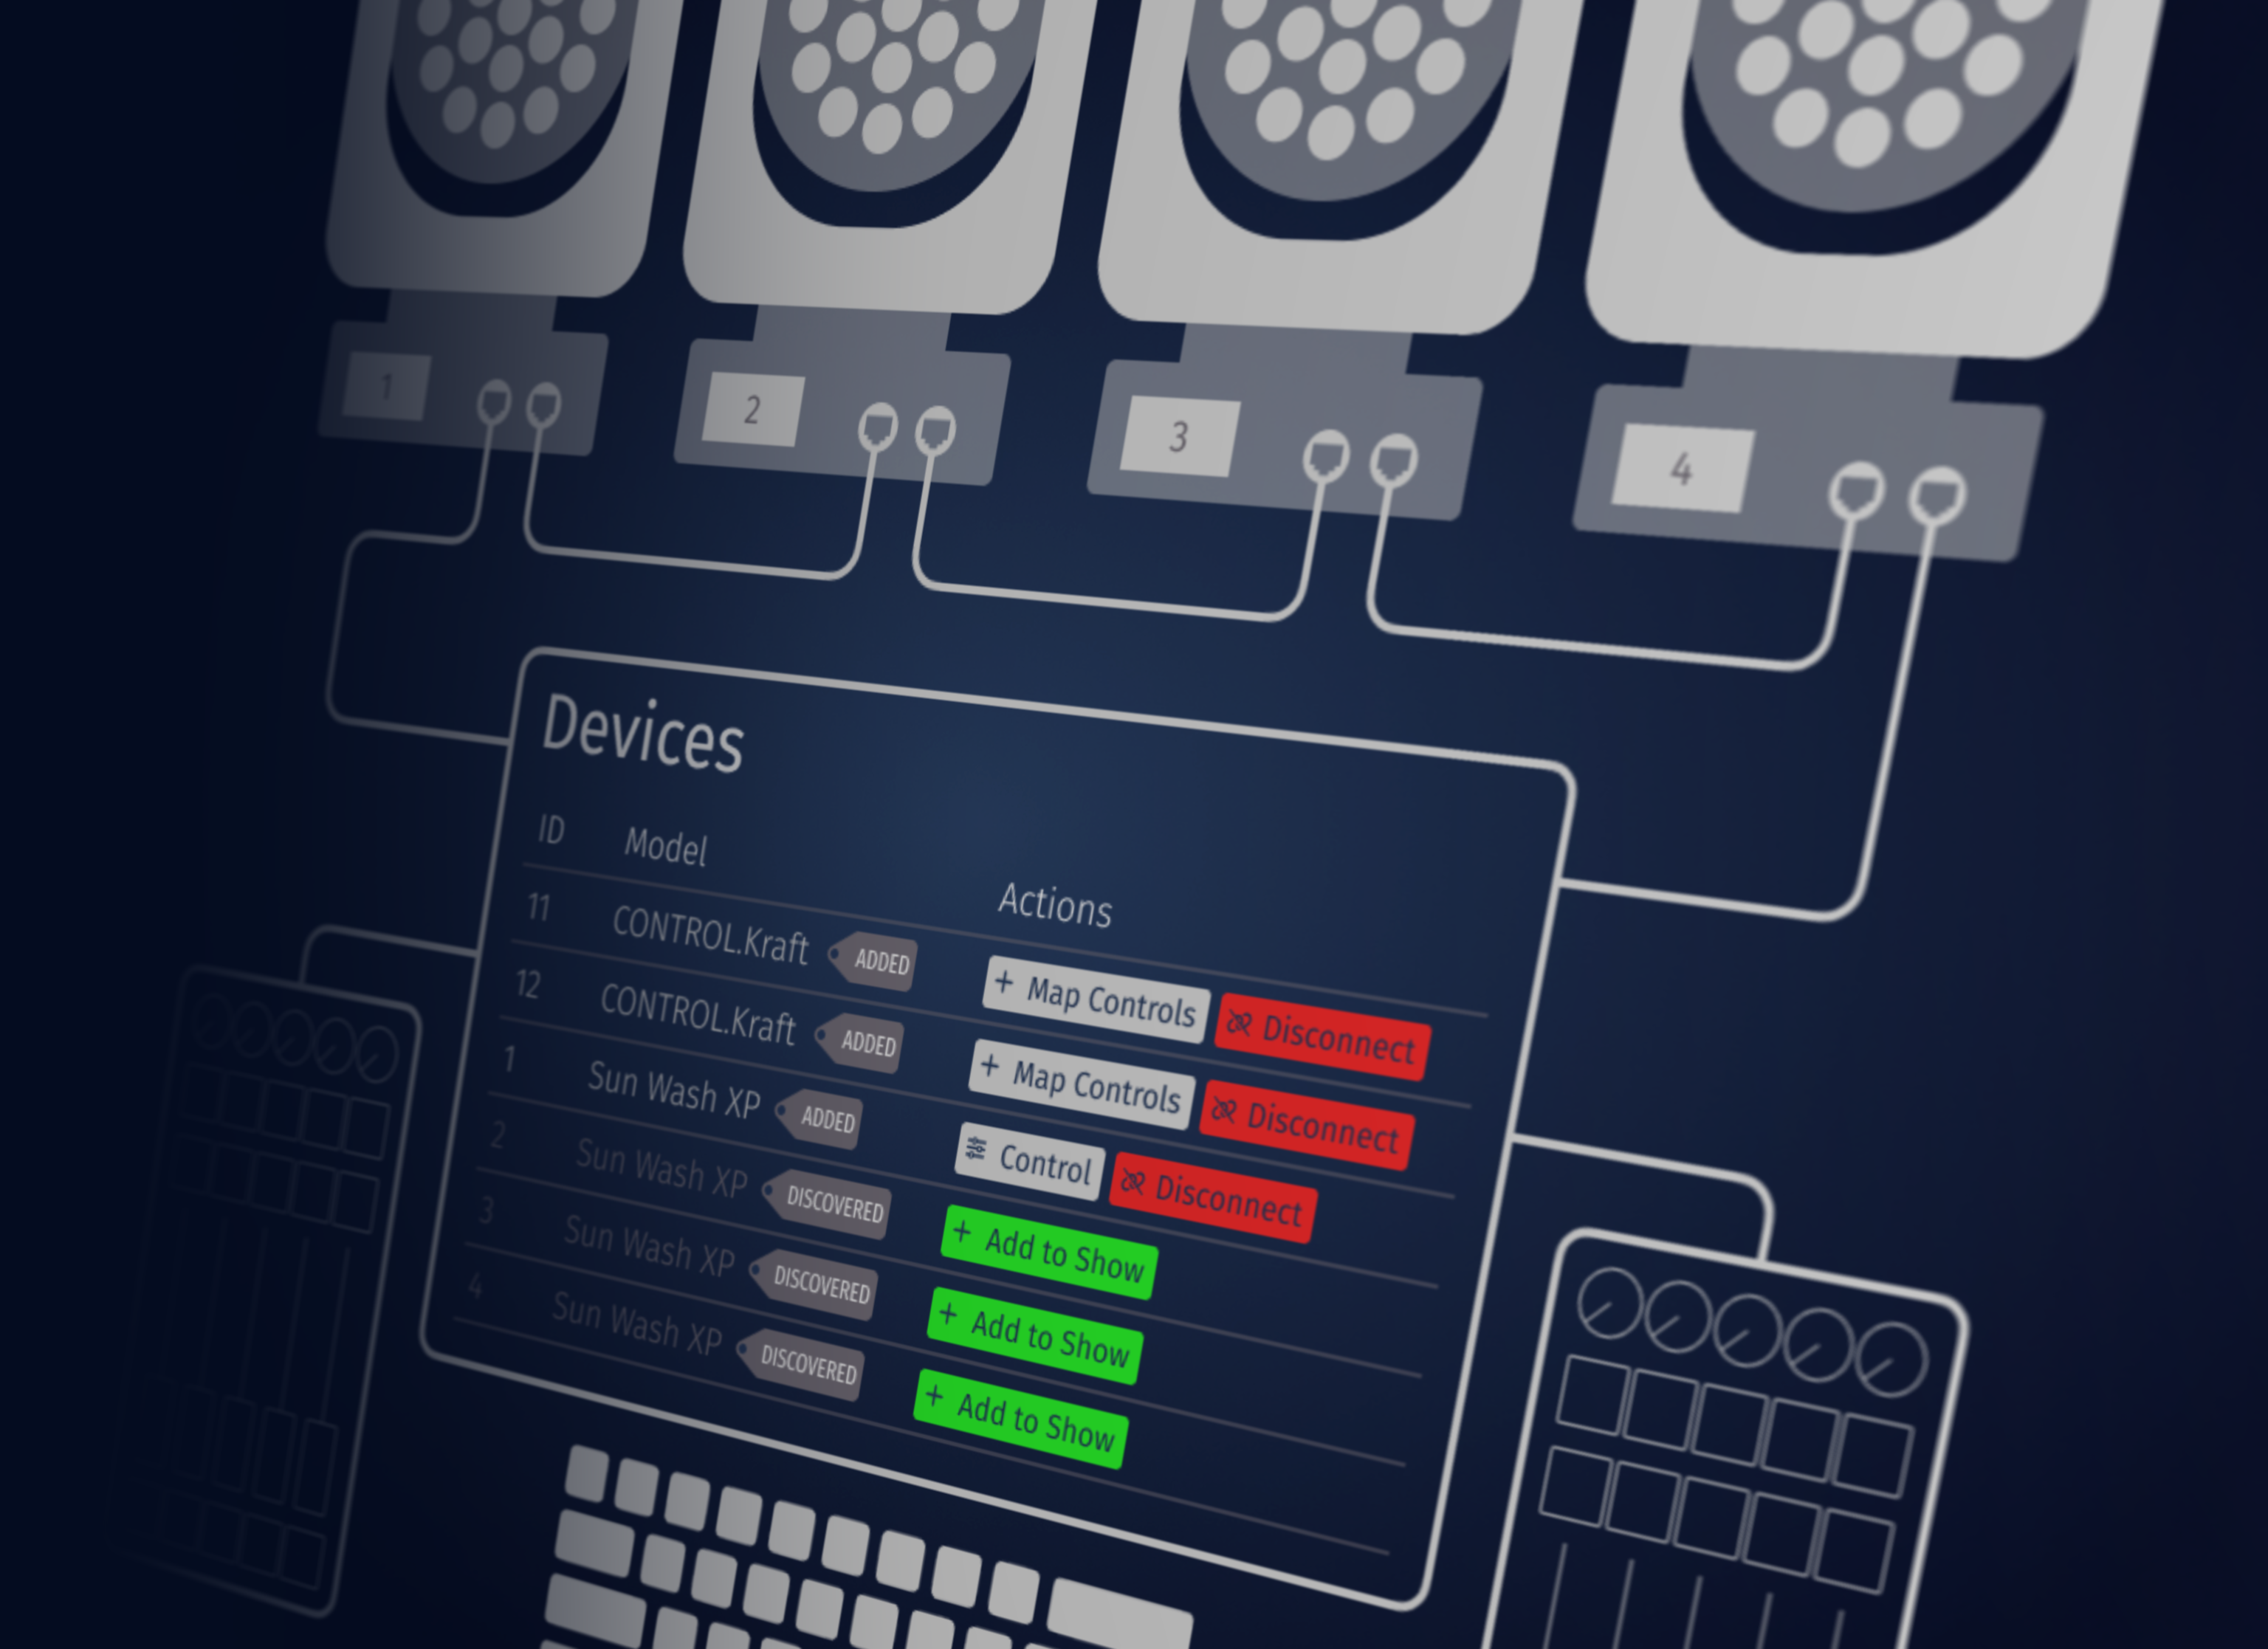 1
2
3
4
Devices
ID Model Actions
11 CONTROL.Kraft ADDED + Map Controls Disconnect
12 CONTROL.Kraft ADDED + Map Controls Disconnect
1 Sun Wash XP ADDED Control Disconnect
2 Sun Wash XP DISCOVERED + Add to Show
3 Sun Wash XP DISCOVERED + Add to Show
4 Sun Wash XP DISCOVERED + Add to Show